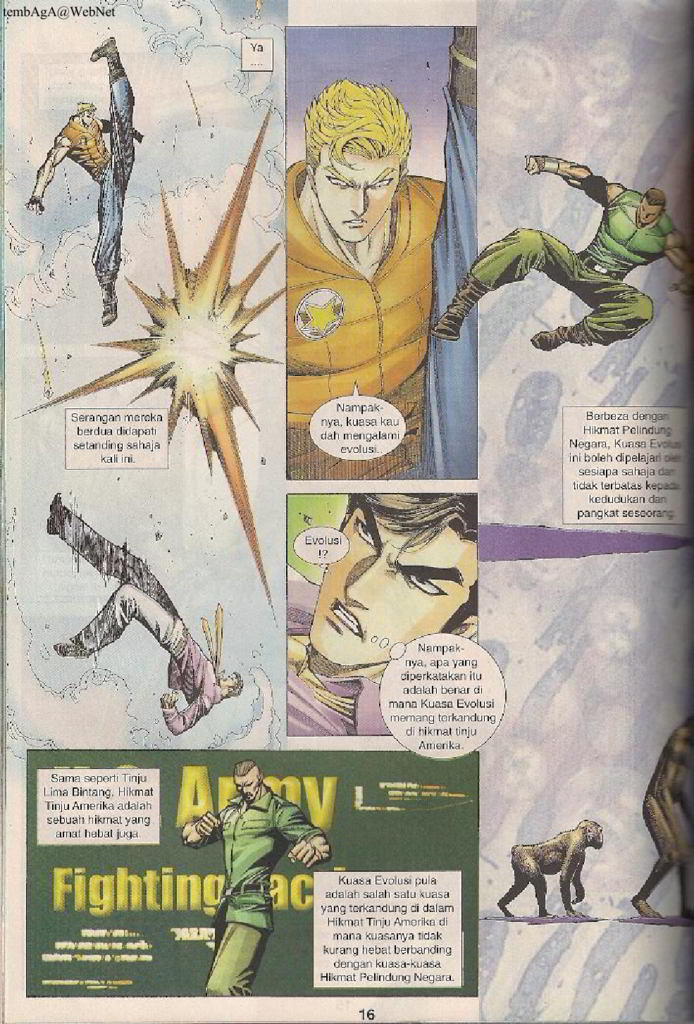 tembAgA@WebNet
Ya
....
Serangan mereka
berdua didapati
setanding sahaja
kali ini.
Nampak-
nya, kuasa kau
dah mengalami
evolusi..
Berbeza dengan
Hikmat Pelindung
Negara, Kuasa Evolusi
ini boleh dipelajari oleh
sesiapa sahaja dan
tidak terbatas kepada
kedudukan dan
pangkat seseorang.
Evolusi
!?
Nampak-
nya, apa yang
diperkatakan itu
adalah benar di
mana Kuasa Evolusi
memang terkandung
di hikmat tinju
Amerika.
Sama seperti Tinju
Lima Bintang, Hikmat
Tinju Amerika adalah
sebuah hikmat yang
amat hebat juga.
Army
Fighting
Kuasa Evolusi pula
adalah salah satu kuasa
yang terkandung di dalam
Hikmat Tinju Amerika di
mana kuasanya tidak
kurang hebat berbanding
dengan kuasa-kuasa
Hikmat Pelindung Negara.
16